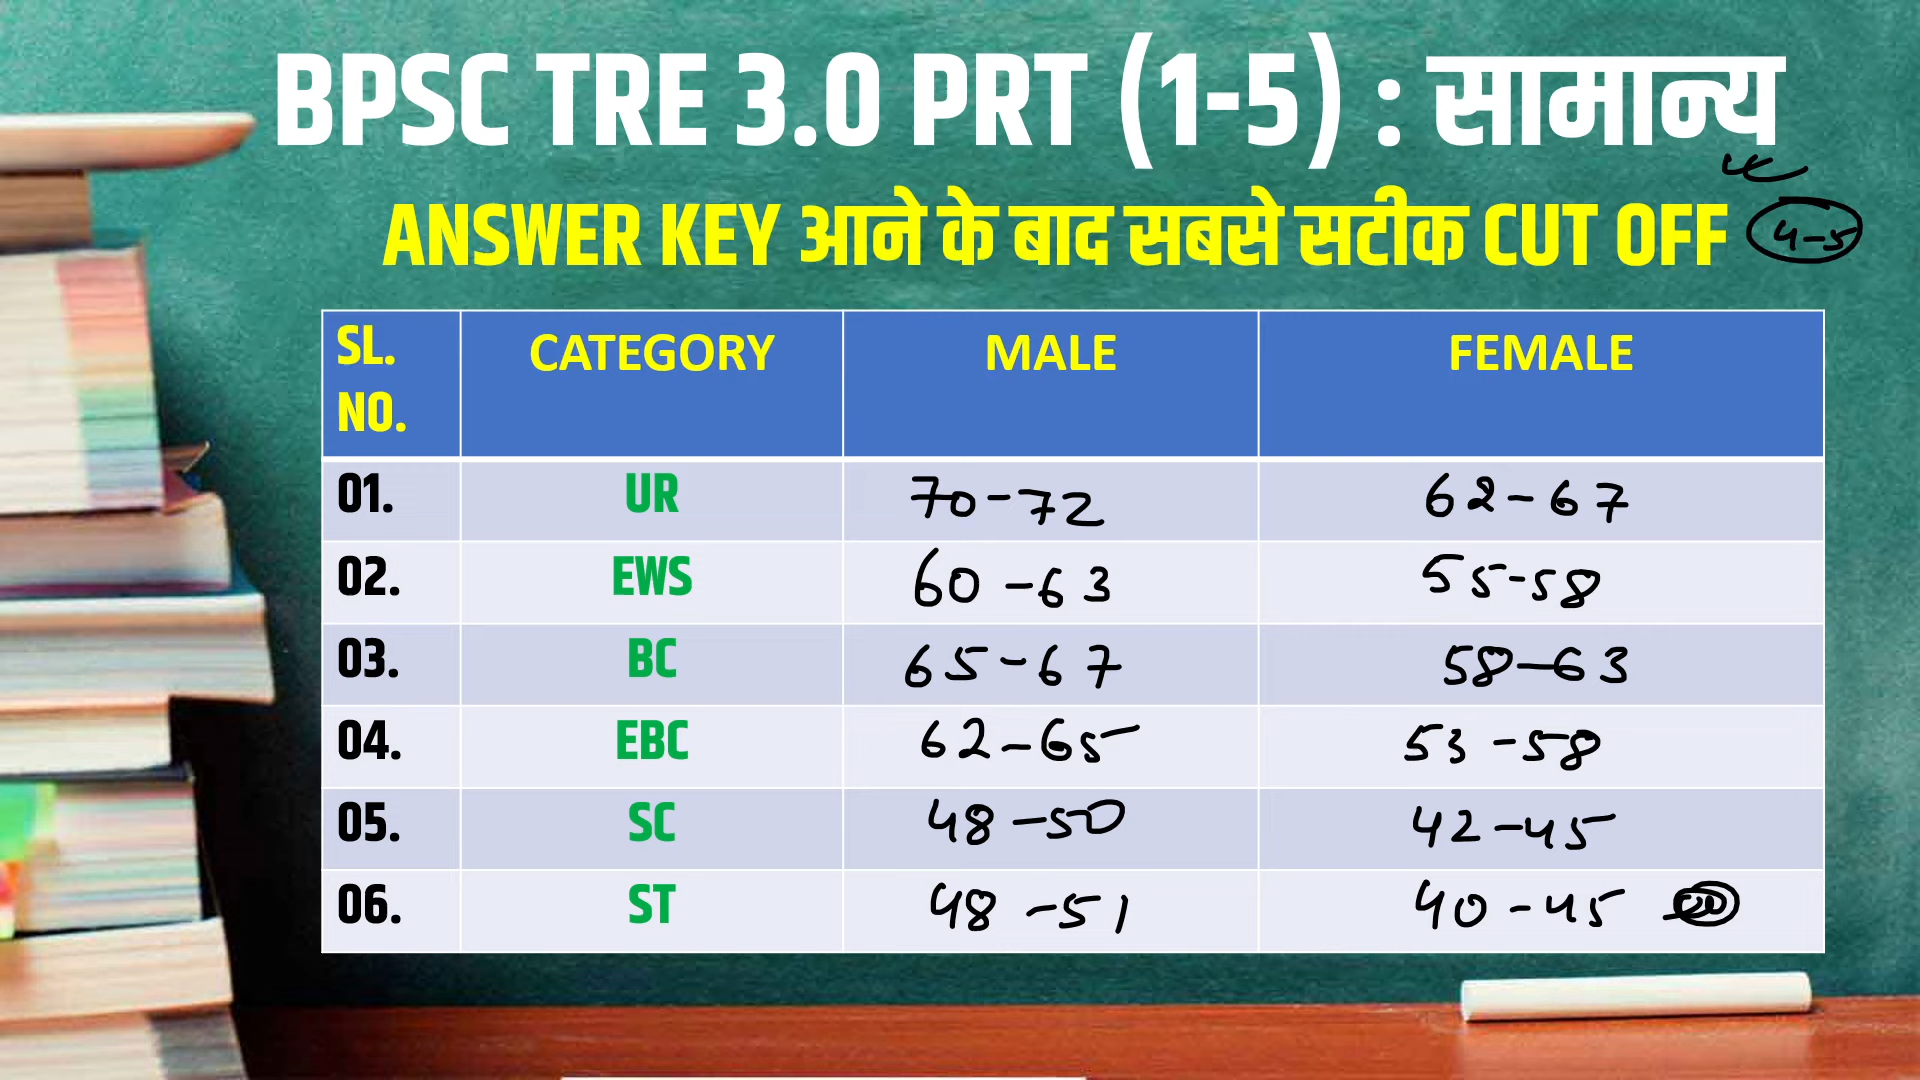 BPSC TRE 3.0 PRT (1-5) : सामान्य
ANSWER KEY आने के बाद सबसे सटीक CUT OFF 4-5
SL. NO. CATEGORY MALE FEMALE
01. UR 70-72 62-67
02. EWS 60-63 55-58
03. BC 65-67 58-63
04. EBC 62-65 53-58
05. SC 48-50 42-45
06. ST 48-51 40-45